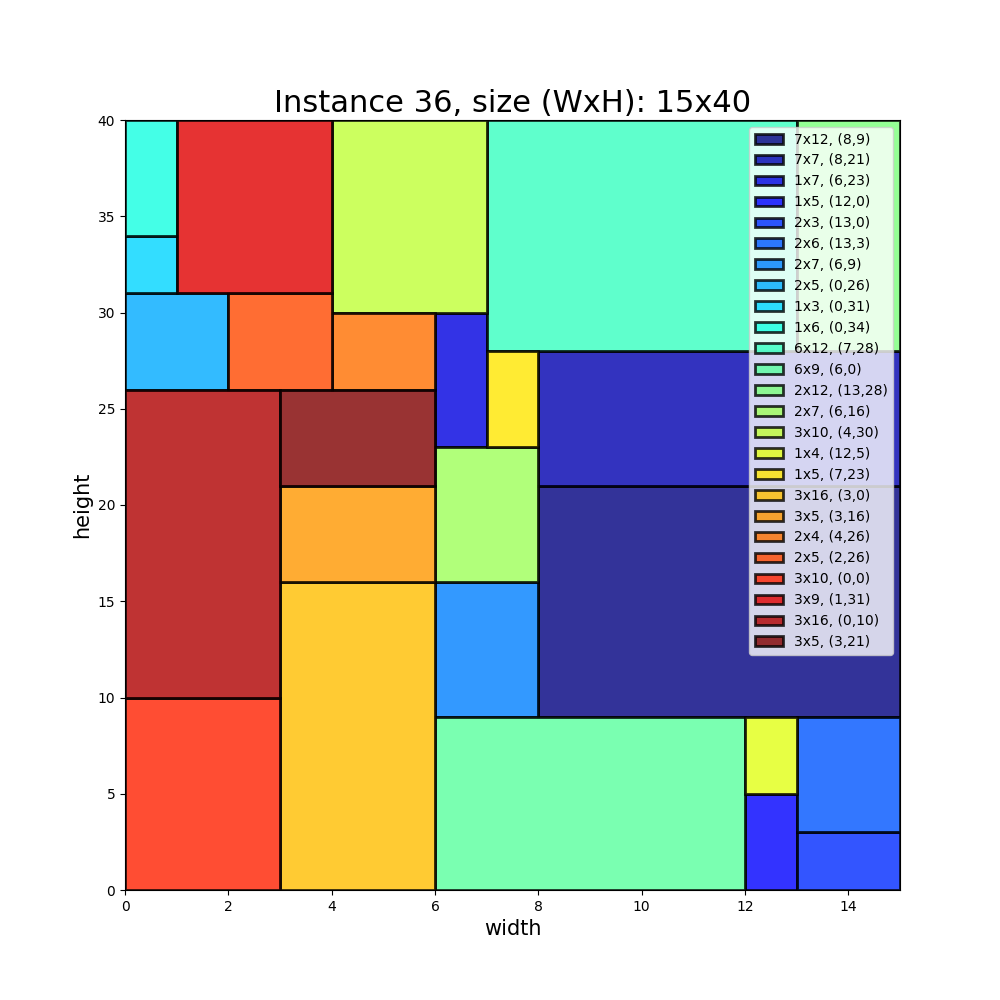 Instance 36, size (WxH): 15x40
40
35
30
25
20
15
10
5
0
height
0 2 4 6 8 10 12 14
width
7x12, (8,9)
7x7, (8,21)
1x7, (6,23)
1x5, (12,0)
2x3, (13,0)
2x6, (13,3)
2x7, (6,9)
2x5, (0,26)
1x3, (0,31)
1x6, (0,34)
6x12, (7,28)
6x9, (6,0)
2x12, (13,28)
2x7, (6,16)
3x10, (4,30)
1x4, (12,5)
1x5, (7,23)
3x16, (3,0)
3x5, (3,16)
2x4, (4,26)
2x5, (2,26)
3x10, (0,0)
3x9, (1,31)
3x16, (0,10)
3x5, (3,21)